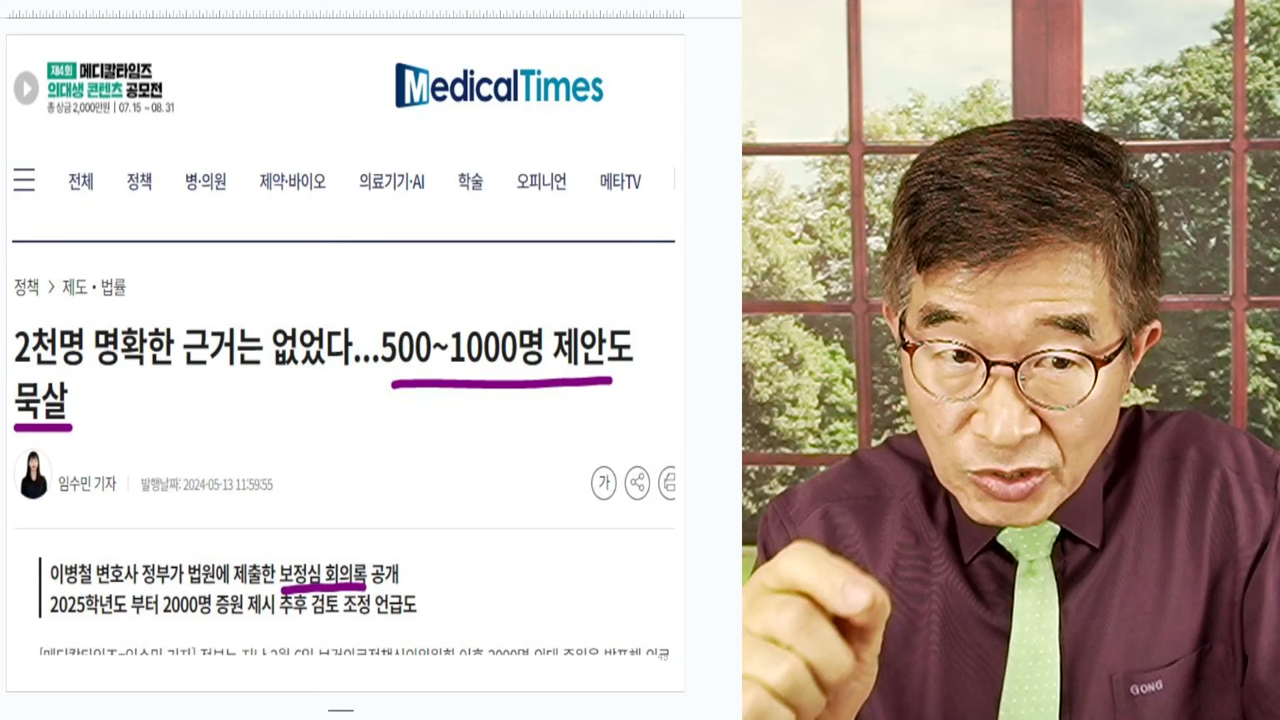 제4회 메디칼타임즈
의대생 콘텐츠 공모전
총 상금 2,000만원 | 07.15 ~ 08.31
MedicalTimes
전체 정책 병·의원 제약·바이오 의료기기·AI 학술 오피니언 메타TV
정책 > 제도·법률
2천명 명확한 근거는 없었다...500~1000명 제안도
묵살
임수민 기자 | 발행날짜: 2024-05-13 11:59:55
가
이병철 변호사 정부가 법원에 제출한 보정심 회의록 공개
2025학년도 부터 2000명 증원 제시 추후 검토 조정 언급도
49
GONG